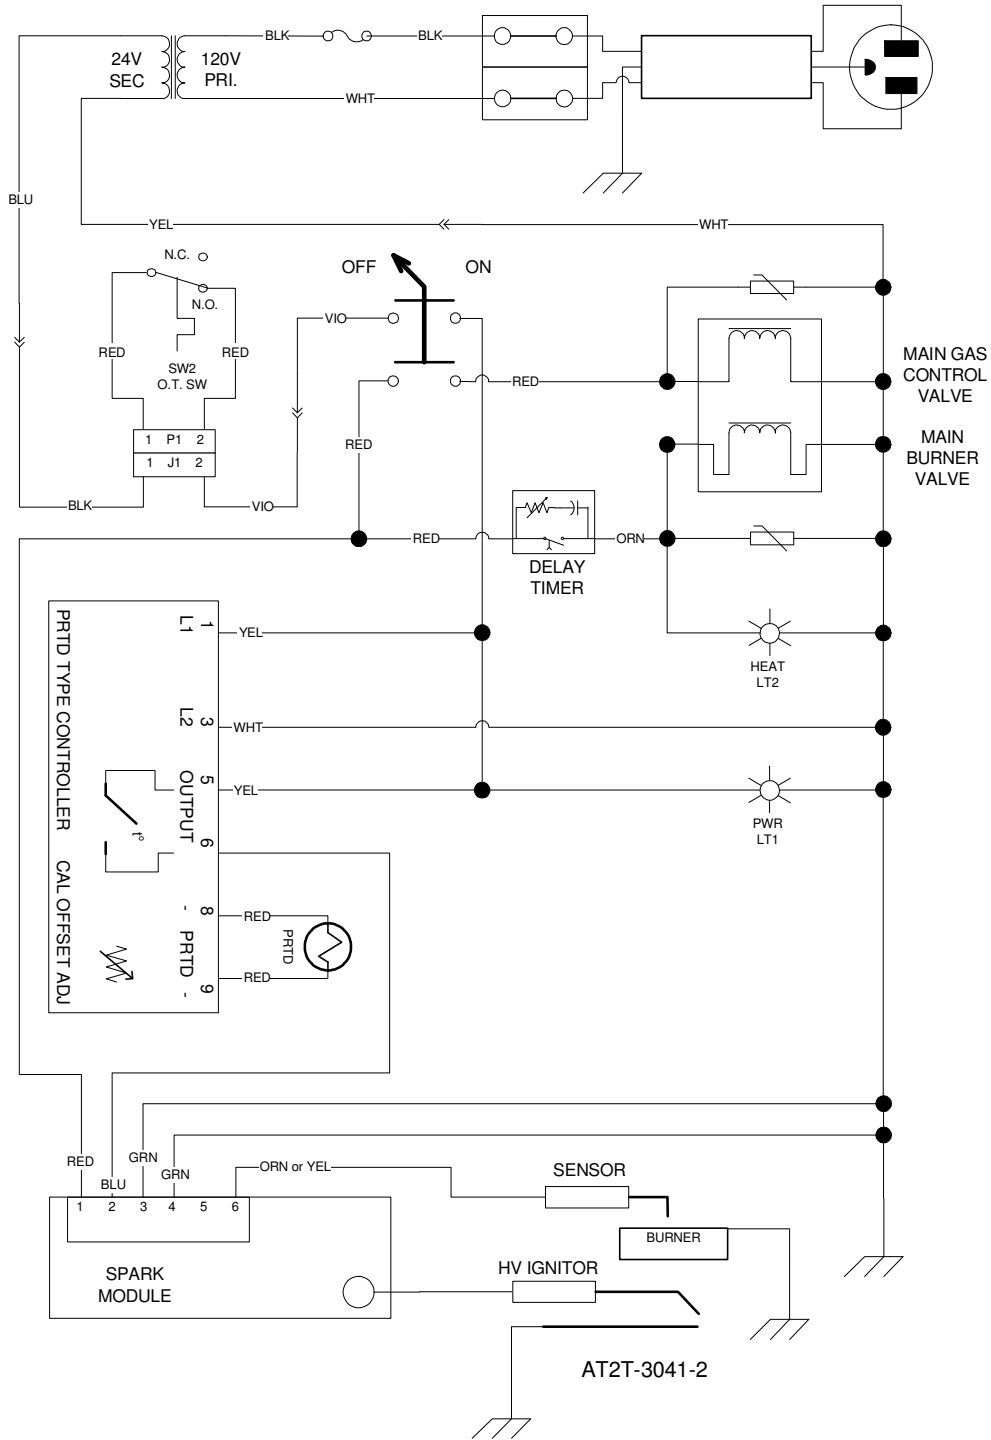 BLK
BLK
24V
SEC
120V
PRI.
WHT
BLU
YEL
WHT
N.C.
OFF
ON
N.O.
VIO
RED
RED
SW2
O.T. SW
RED
MAIN GAS
CONTROL
VALVE
1 P1 2
1 J1 2
RED
MAIN
BURNER
VALVE
BLK
VIO
RED
ORN
DELAY
TIMER
PRTD TYPE CONTROLLER
CAL OFFSET ADJ
L1
1
YEL
HEAT
LT2
L2
3
WHT
OUTPUT
5
YEL
PWR
LT1
t°
6
- PRTD -
8
RED
PRTD
9
RED
RED
BLU
GRN
GRN
ORN or YEL
SENSOR
1 2 3 4 5 6
BURNER
SPARK
MODULE
HV IGNITOR
AT2T-3041-2